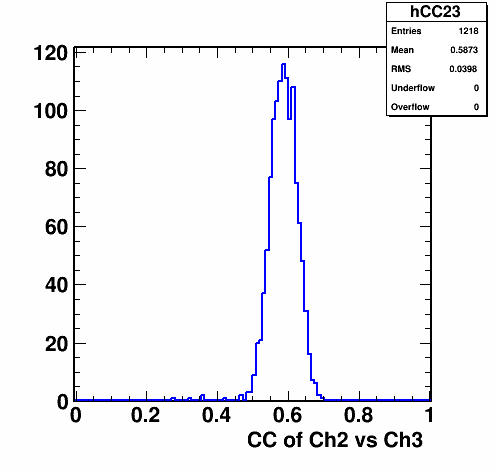 hCC23
Entries 1218
Mean 0.5873
RMS 0.0398
Underflow 0
Overflow 0
120
100
80
60
40
20
0
0 0.2 0.4 0.6 0.8 1
CC of Ch2 vs Ch3